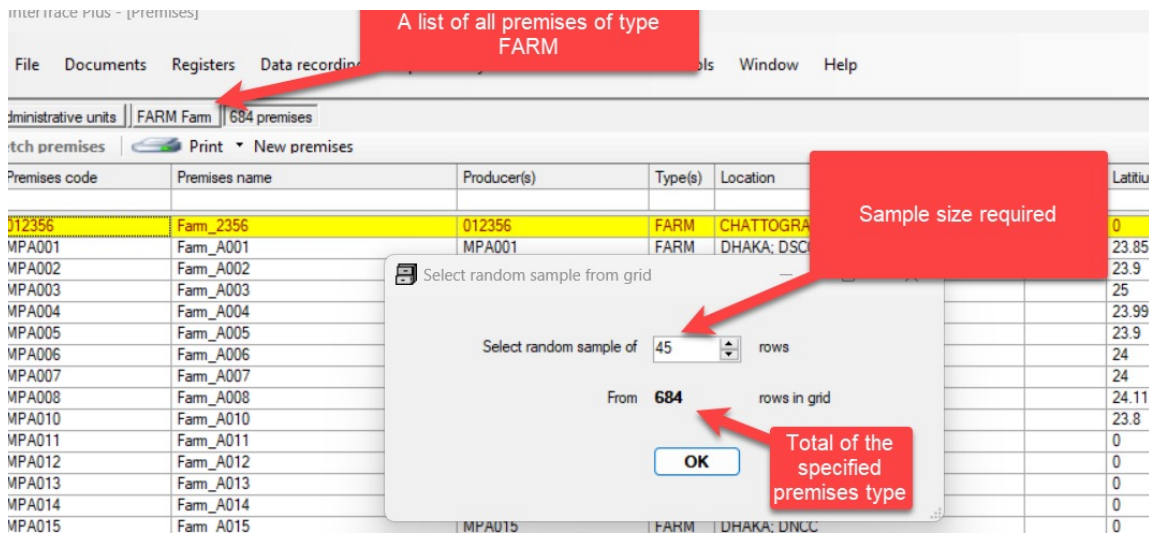 InterTrace Plus - [Premises]
A list of all premises of type
FARM
File Documents Registers Data recording Window Help
FARM Farm 684 premises
premises Print New premises
Premises code Premises name Producer(s) Type(s) Location
012356 Farm_2356 012356 FARM 0
MPA001 Farm_A001 MPA001 FARM DHAKA; 23.85
MPA002 Farm_A002 23.9
MPA003 Farm_A003 25
MPA004 Farm_A004 23.99
MPA005 Farm_A005 23.9
MPA006 Farm_A006 24
MPA007 Farm_A007 24
MPA008 Farm_A008 24.11
MPA010 Farm_A010 23.8
MPA011 Farm_A011 0
MPA012 Farm_A012 0
MPA013 Farm_A013 0
MPA014 Farm_A014 0
MPA015 Farm_A015 MPA015 FARM DHAKA; DNCC 0
Sample size required
Select random sample from grid
Select random sample of 45 rows
From 684 rows in grid
OK
Total of the
specified
premises type